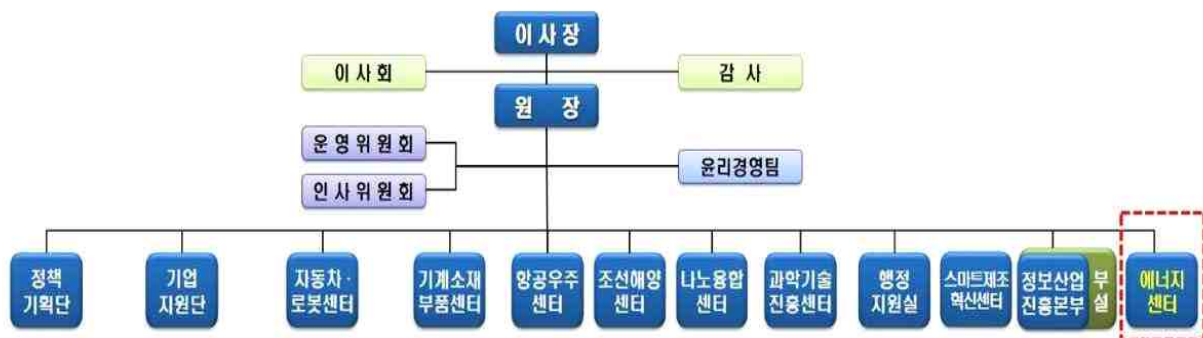 이사장
이사회
감 사
원 장
운영위원회
인사위원회
윤리경영팀
정책
기획단
기업
지원단
자동차·
로봇센터
기계소재
부품센터
항공우주
센터
조선해양
센터
나노융합
센터
과학기술
진흥센터
행정
지원실
스마트제조
혁신센터
정보산업
진흥본부
부
설
에너지
센터